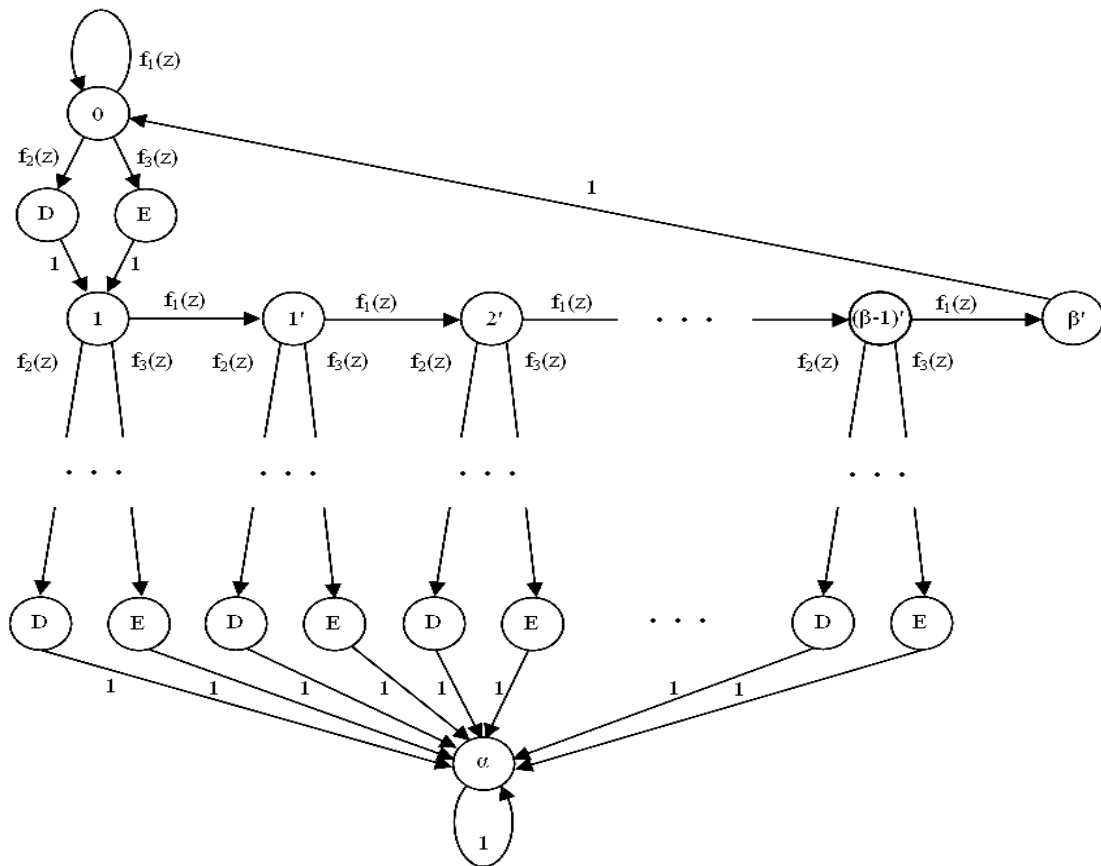 f₁(z)
0
f₂(z) f₃(z)
1
D E
1 1
f₁(z) f₁(z) f₁(z) f₁(z)
1 1′ 2′ . . . (β-1)′ β′
f₂(z) f₃(z) f₂(z) f₃(z) f₂(z) f₃(z) f₂(z) f₃(z)
. . . . . . . . . . . .
D E D E D E . . . D E
1 1 1 1 1 1 1 1
α
1